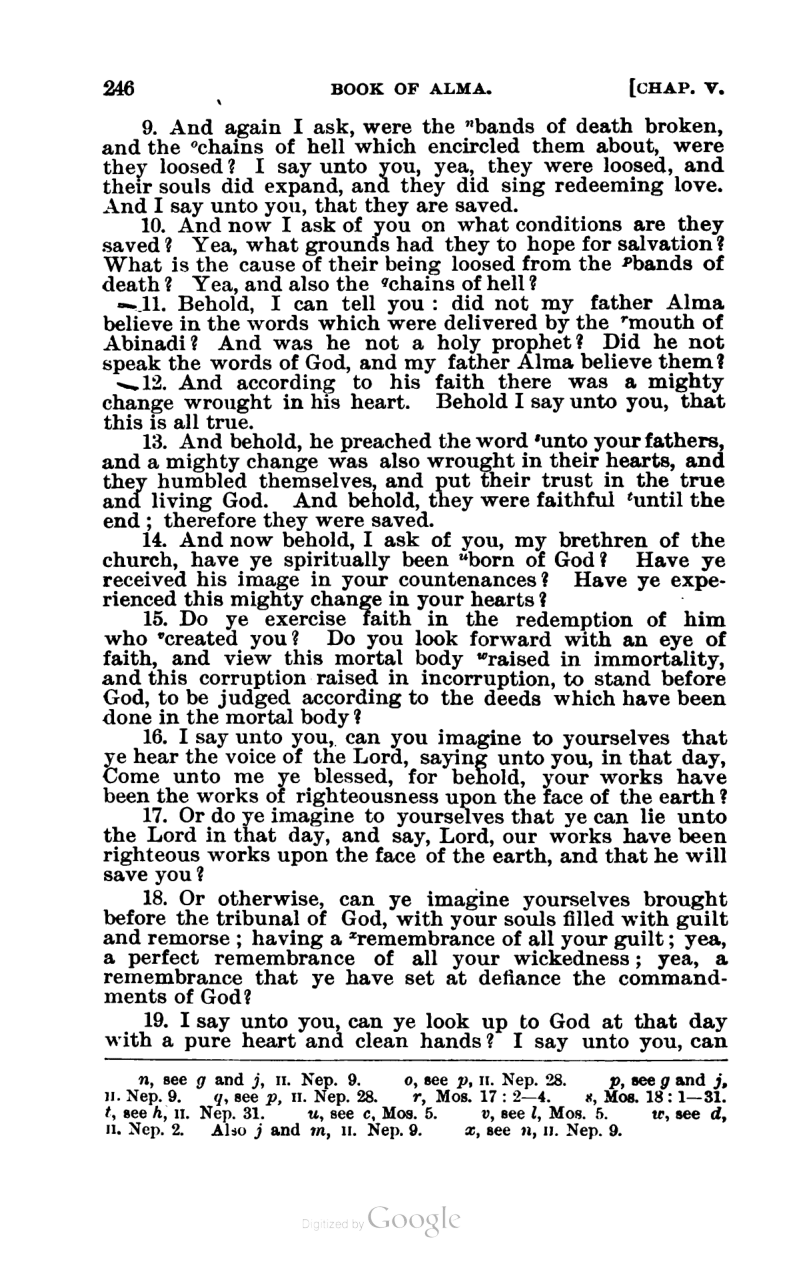 246 BOOK OF ALMA. [CHAP. V.
9. And again I ask, were the ⁿbands of death broken,
and the ᵒchains of hell which encircled them about, were
they loosed? I say unto you, yea, they were loosed, and
their souls did expand, and they did sing redeeming love.
And I say unto you, that they are saved.
10. And now I ask of you on what conditions are they
saved? Yea, what grounds had they to hope for salvation?
What is the cause of their being loosed from the ᵖbands of
death? Yea, and also the qchains of hell?
11. Behold, I can tell you : did not my father Alma
believe in the words which were delivered by the ʳmouth of
Abinadi? And was he not a holy prophet? Did he not
speak the words of God, and my father Alma believe them?
12. And according to his faith there was a mighty
change wrought in his heart. Behold I say unto you, that
this is all true.
13. And behold, he preached the word ˢunto your fathers,
and a mighty change was also wrought in their hearts, and
they humbled themselves, and put their trust in the true
and living God. And behold, they were faithful ᵗuntil the
end ; therefore they were saved.
14. And now behold, I ask of you, my brethren of the
church, have ye spiritually been ᵘborn of God? Have ye
received his image in your countenances? Have ye expe-
rienced this mighty change in your hearts?
15. Do ye exercise faith in the redemption of him
who ᵛcreated you? Do you look forward with an eye of
faith, and view this mortal body ʷraised in immortality,
and this corruption raised in incorruption, to stand before
God, to be judged according to the deeds which have been
done in the mortal body?
16. I say unto you, can you imagine to yourselves that
ye hear the voice of the Lord, saying unto you, in that day,
Come unto me ye blessed, for behold, your works have
been the works of righteousness upon the face of the earth?
17. Or do ye imagine to yourselves that ye can lie unto
the Lord in that day, and say, Lord, our works have been
righteous works upon the face of the earth, and that he will
save you?
18. Or otherwise, can ye imagine yourselves brought
before the tribunal of God, with your souls filled with guilt
and remorse ; having a ˣremembrance of all your guilt ; yea,
a perfect remembrance of all your wickedness ; yea, a
remembrance that ye have set at defiance the command-
ments of God?
19. I say unto you, can ye look up to God at that day
with a pure heart and clean hands? I say unto you, can
n, see g and j, II. Nep. 9. o, see p, II. Nep. 28. p, see g and j,
II. Nep. 9. q, see p, II. Nep. 28. r, Mos. 17 : 2—4. s, Mos. 18 : 1—31.
t, see h, II. Nep. 31. u, see c, Mos. 5. v, see l, Mos. 5. w, see d,
II. Nep. 2. Also j and m, II. Nep. 9. x, see n, II. Nep. 9.
Digitized by Google